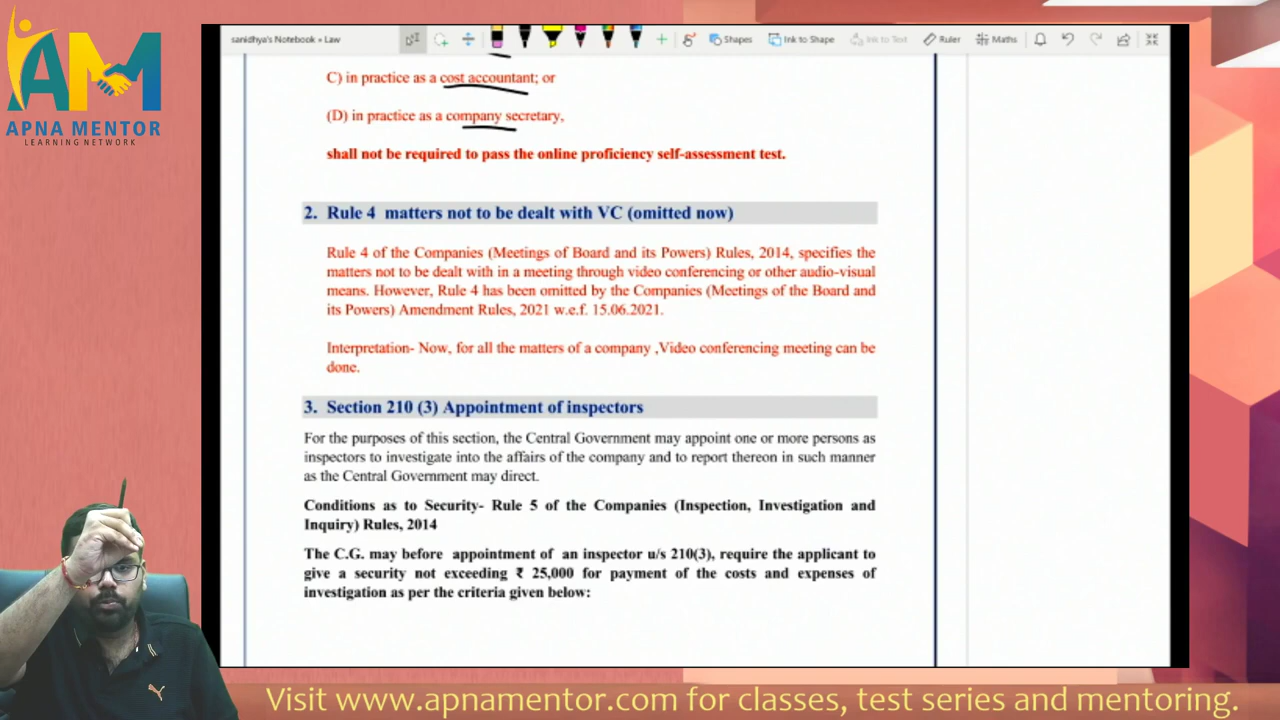 AM
APNA MENTOR
LEARNING NETWORK
sanidhya's Notebook » Law
Shapes
Ink to Shape
Ink to Text
Ruler
Maths
C) in practice as a cost accountant; or
(D) in practice as a company secretary,
shall not be required to pass the online proficiency self-assessment test.
2. Rule 4 matters not to be dealt with VC (omitted now)
Rule 4 of the Companies (Meetings of Board and its Powers) Rules, 2014, specifies the
matters not to be dealt with in a meeting through video conferencing or other audio-visual
means. However, Rule 4 has been omitted by the Companies (Meetings of the Board and
its Powers) Amendment Rules, 2021 w.e.f. 15.06.2021.
Interpretation- Now, for all the matters of a company ,Video conferencing meeting can be
done.
3. Section 210 (3) Appointment of inspectors
For the purposes of this section, the Central Government may appoint one or more persons as
inspectors to investigate into the affairs of the company and to report thereon in such manner
as the Central Government may direct.
Conditions as to Security- Rule 5 of the Companies (Inspection, Investigation and
Inquiry) Rules, 2014
The C.G. may before appointment of an inspector u/s 210(3), require the applicant to
give a security not exceeding ₹ 25,000 for payment of the costs and expenses of
investigation as per the criteria given below:
Visit www.apnamentor.com for classes, test series and mentoring.